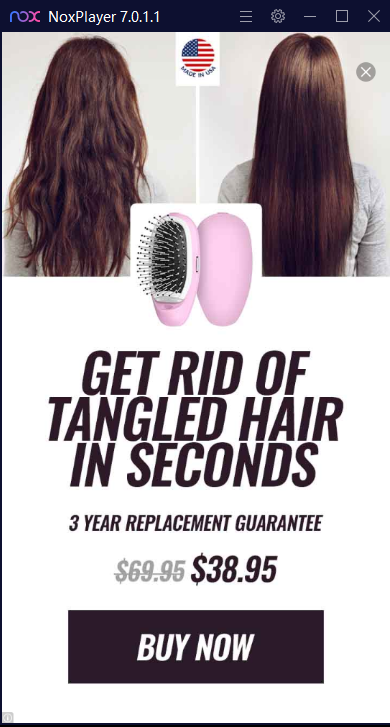 nox NoxPlayer 7.0.1.1
MADE IN USA
GET RID OF
TANGLED HAIR
IN SECONDS
3 YEAR REPLACEMENT GUARANTEE
$69.95 $38.95
BUY NOW